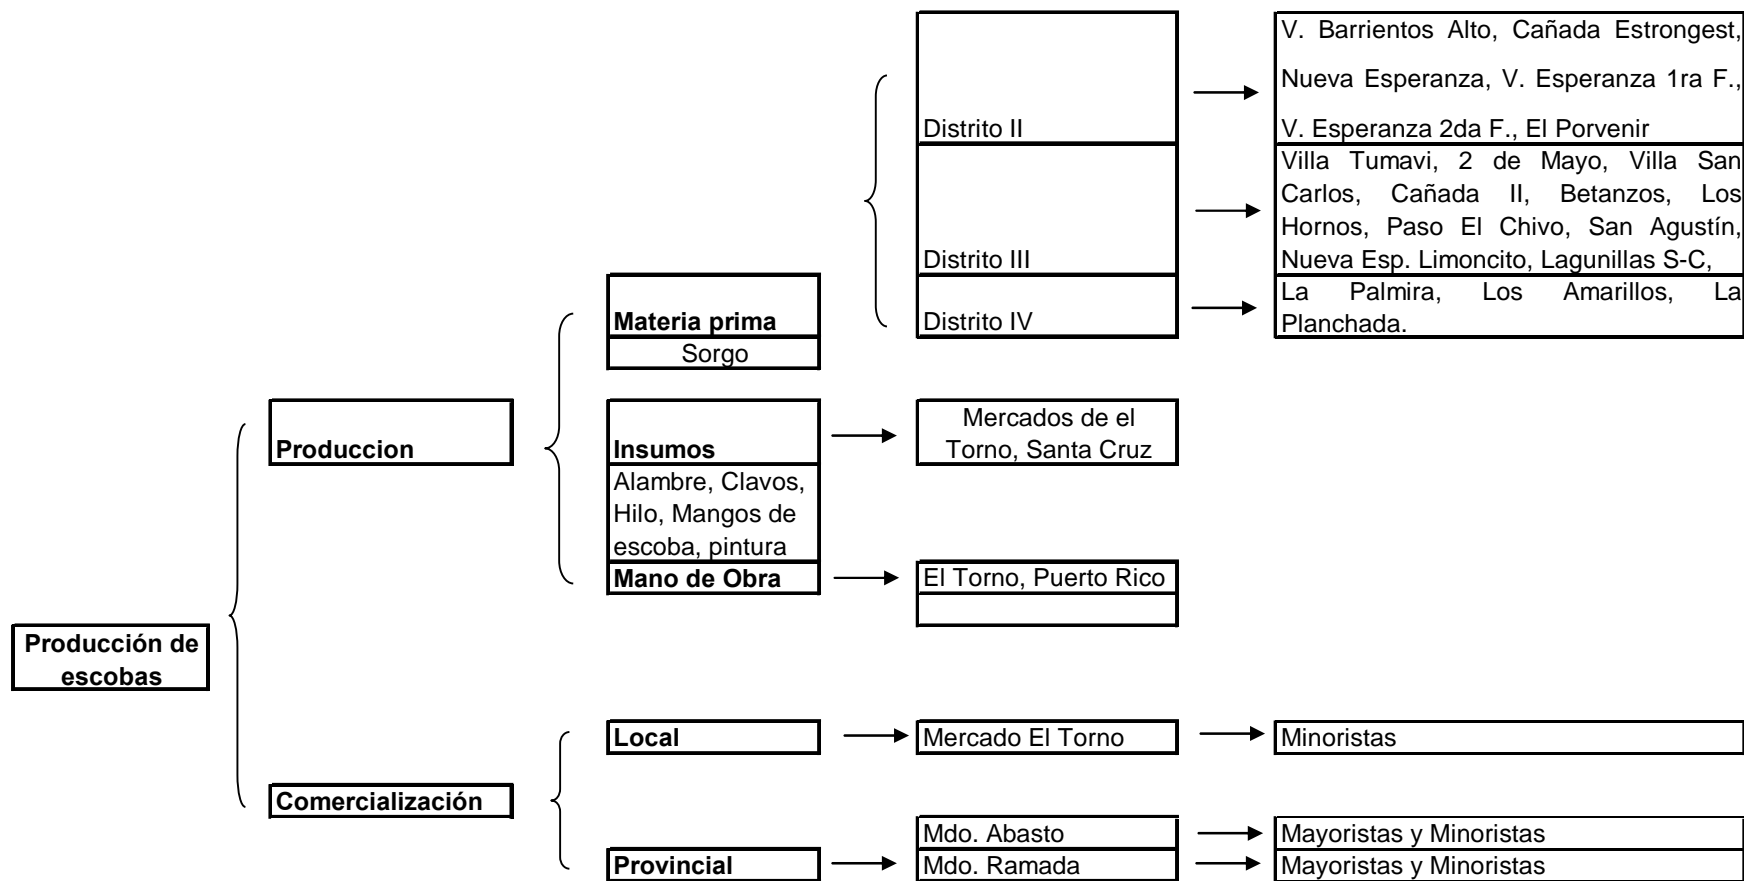 V. Barrientos Alto, Cañada Estrongest,
Nueva Esperanza, V. Esperanza 1ra F.,
Distrito II
V. Esperanza 2da F., El Porvenir
Villa Tumavi, 2 de Mayo, Villa San
Carlos, Cañada II, Betanzos, Los
Hornos, Paso El Chivo, San Agustín,
Distrito III
Nueva Esp. Limoncito, Lagunillas S-C,
La Palmira, Los Amarillos, La
Materia prima
Distrito IV
Planchada.
Sorgo
Produccion
Insumos
Mercados de el
Torno, Santa Cruz
Alambre, Clavos,
Hilo, Mangos de
escoba, pintura
Mano de Obra
El Torno, Puerto Rico
Producción de
escobas
Local
Mercado El Torno
Minoristas
Comercialización
Mdo. Abasto
Mayoristas y Minoristas
Provincial
Mdo. Ramada
Mayoristas y Minoristas